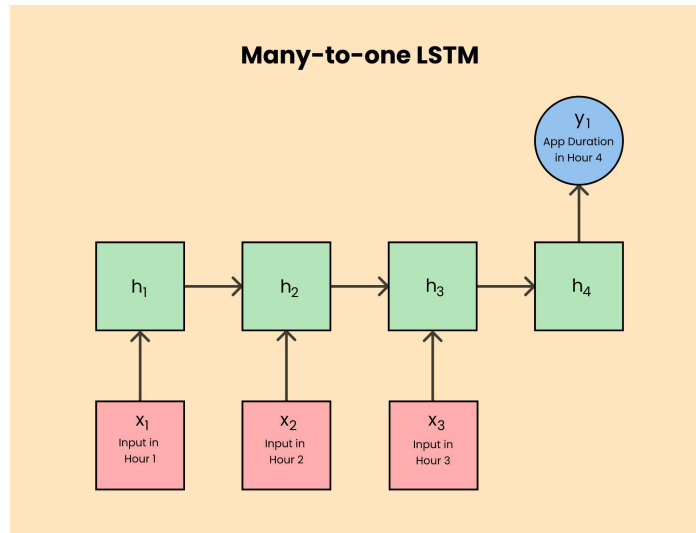 Many-to-one LSTM
y₁
App Duration
in Hour 4
h₁
h₂
h₃
h₄
x₁
Input in
Hour 1
x₂
Input in
Hour 2
x₃
Input in
Hour 3